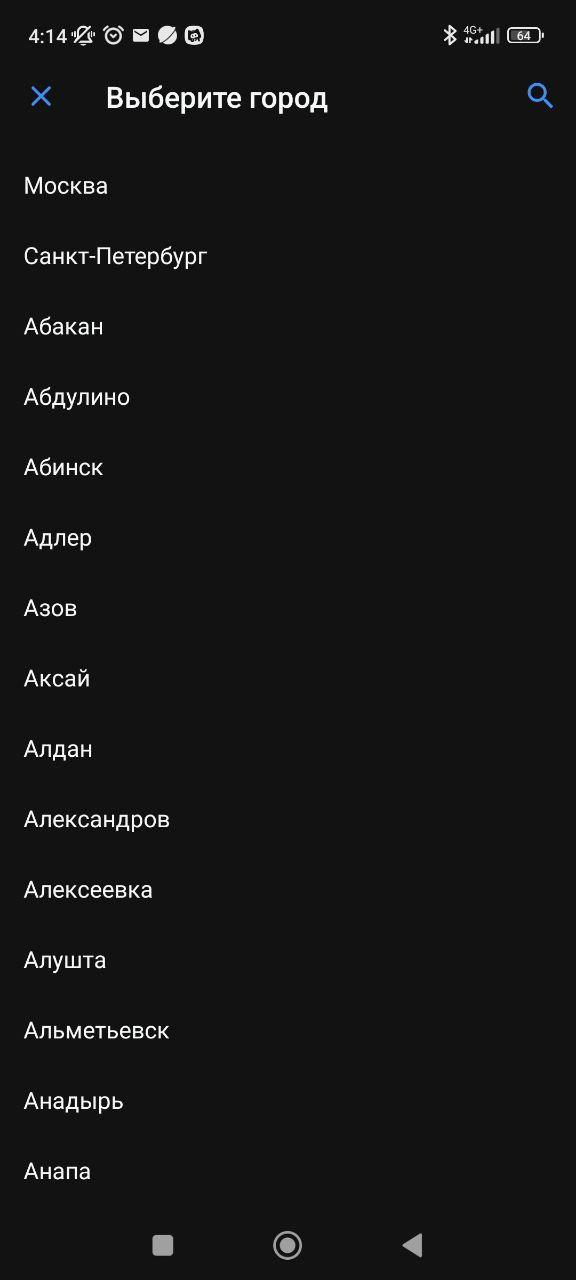 4:14
4G+
64
Выберите город
Москва
Санкт-Петербург
Абакан
Абдулино
Абинск
Адлер
Азов
Аксай
Алдан
Александров
Алексеевка
Алушта
Альметьевск
Анадырь
Анапа